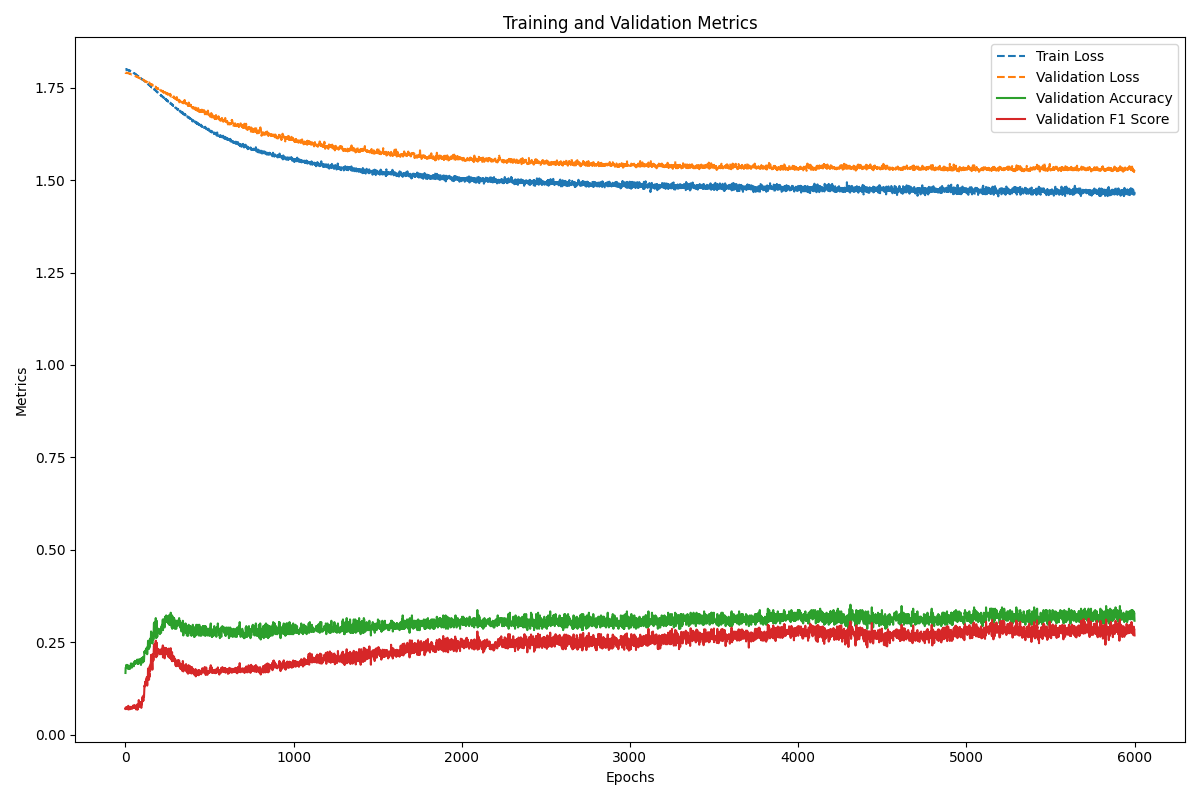 Training and Validation Metrics
Train Loss
Validation Loss
Validation Accuracy
Validation F1 Score
1.75
1.50
1.25
1.00
0.75
0.50
0.25
0.00
Metrics
0 1000 2000 3000 4000 5000 6000
Epochs